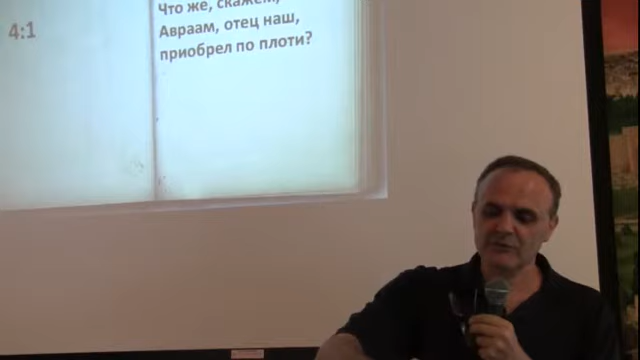 4:1
Что же, скажем,
Авраам, отец наш,
приобрел по плоти?